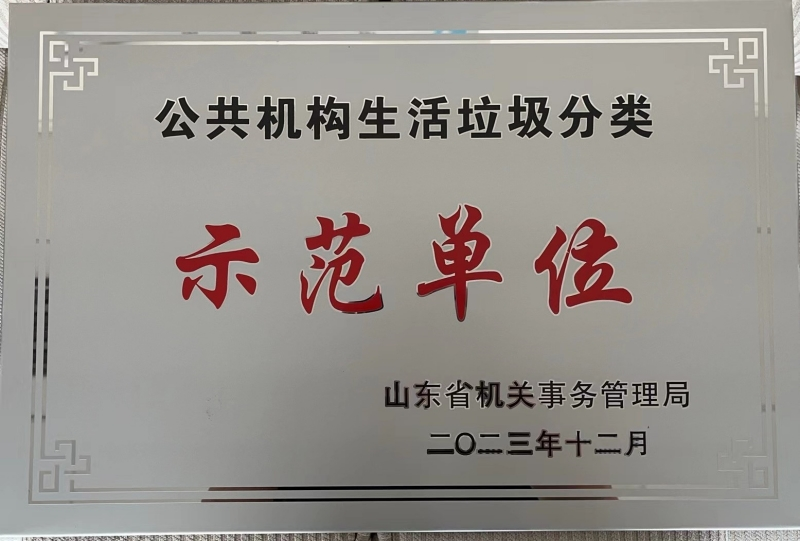 公共机构生活垃圾分类
示范单位
山东省机关事务管理局
二〇二三年十二月